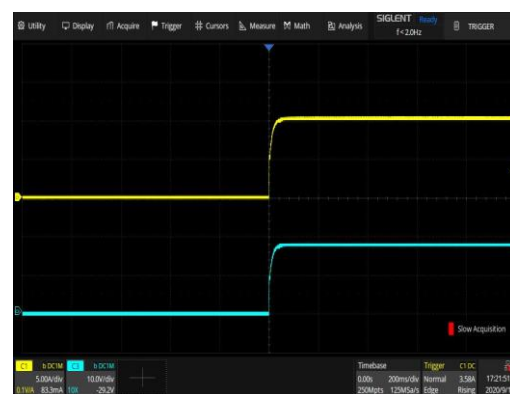 Utility Display Acquire Trigger Cursors Measure Math Analysis SIGLENT Ready TRIGGER
f < 2.0Hz
Slow Acquisition
C1 b DC1M C3 b DC1M Timebase Trigger C1 DC
5.00A/div 10.0V/div 0.00s 200ms/div Normal 3.58A 17:21:51
0.1V/A 83.3mA 10X -29.2V 250Mpts 125MSa/s Edge Rising